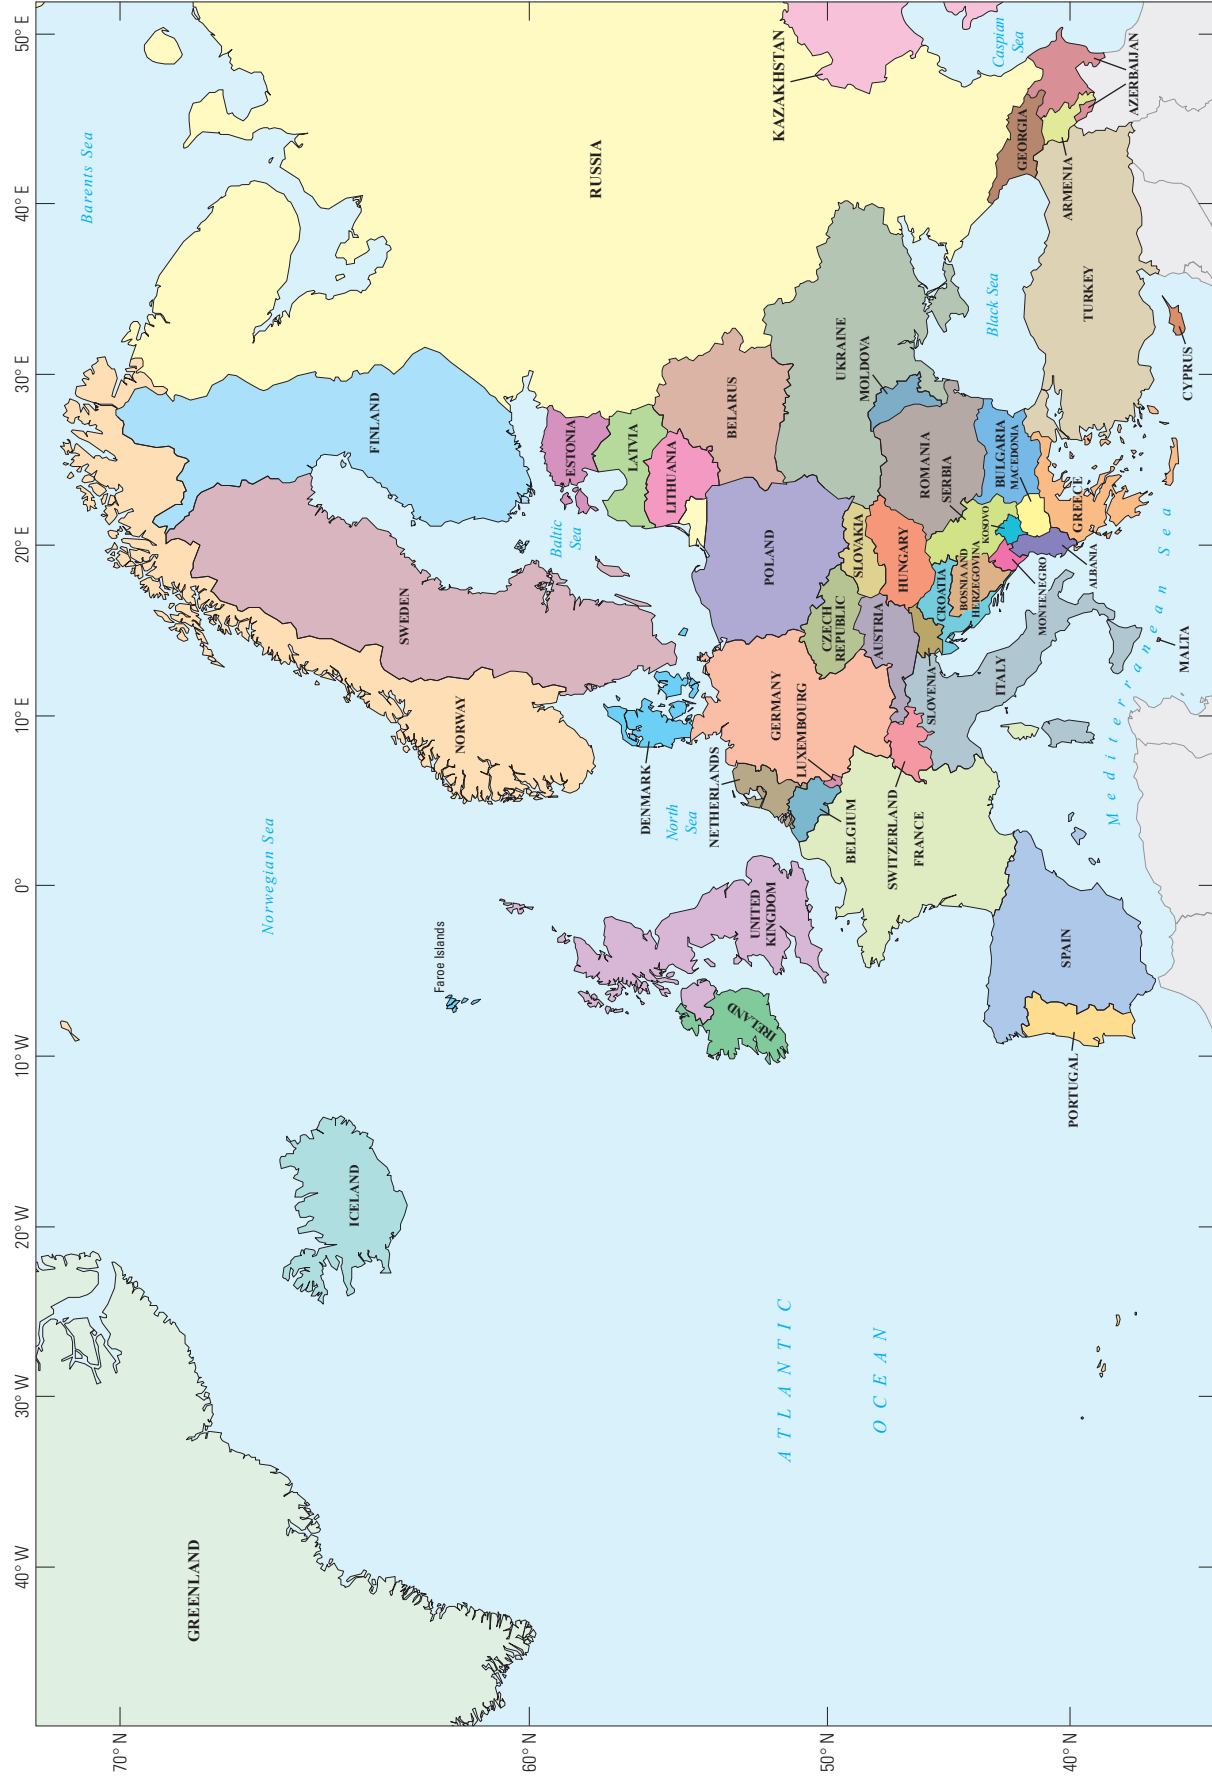 50° E
40° E
30° E
20° E
10° E
0°
10° W
20° W
30° W
40° W
70° N
60° N
50° N
40° N
Barents Sea
Norwegian Sea
Baltic
Sea
North
Sea
Black Sea
Caspian
Sea
Mediterranean Sea
ATLANTIC
OCEAN
GREENLAND
ICELAND
Faroe Islands
NORWAY
SWEDEN
FINLAND
RUSSIA
KAZAKHSTAN
ESTONIA
LATVIA
LITHUANIA
BELARUS
POLAND
UKRAINE
MOLDOVA
DENMARK
NETHERLANDS
BELGIUM
LUXEMBOURG
GERMANY
UNITED
KINGDOM
IRELAND
FRANCE
SWITZERLAND
CZECH
REPUBLIC
SLOVAKIA
AUSTRIA
HUNGARY
ROMANIA
SERBIA
SLOVENIA
CROATIA
BOSNIA AND
HERZEGOVINA
KOSOVO
MONTENEGRO
ALBANIA
MACEDONIA
BULGARIA
GREECE
ITALY
MALTA
SPAIN
PORTUGAL
TURKEY
CYPRUS
GEORGIA
ARMENIA
AZERBAIJAN